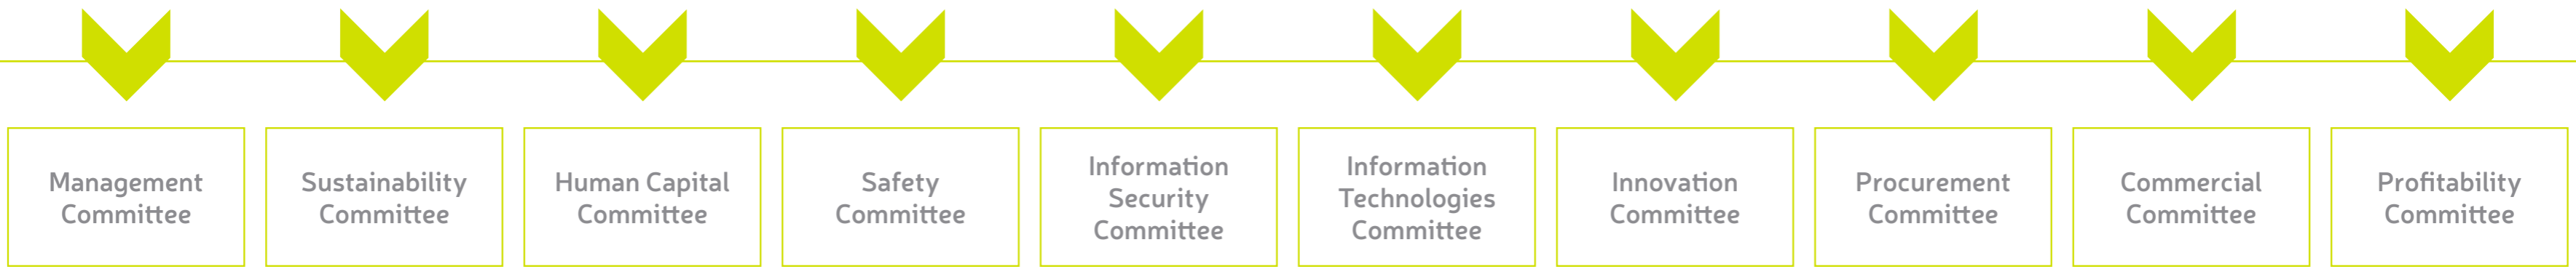 Management
Committee
Sustainability
Committee
Human Capital
Committee
Safety
Committee
Information
Security
Committee
Information
Technologies
Committee
Innovation
Committee
Procurement
Committee
Commercial
Committee
Profitability
Committee